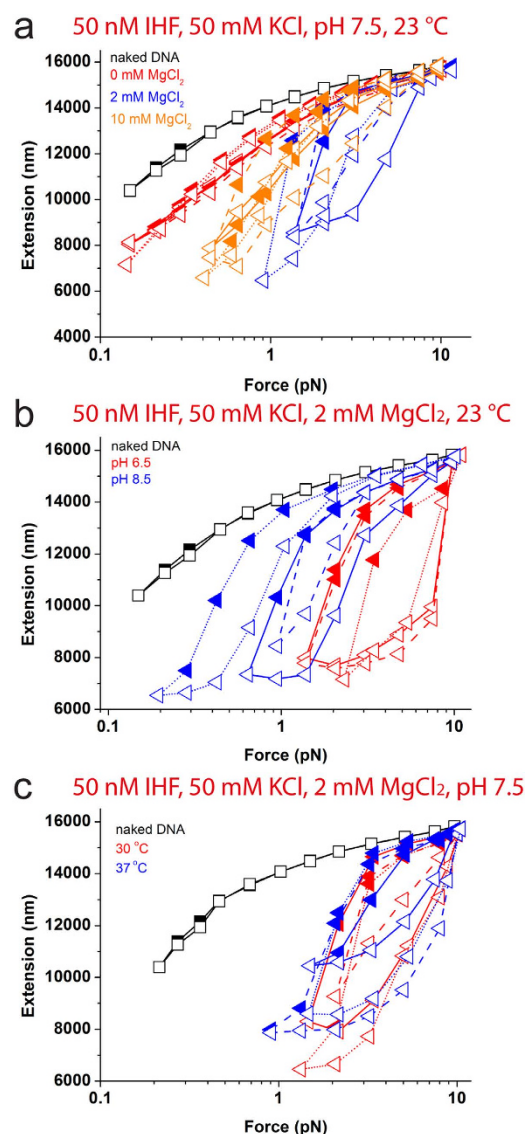 a
50 nM IHF, 50 mM KCl, pH 7.5, 23 °C
naked DNA
0 mM MgCl₂
2 mM MgCl₂
10 mM MgCl₂
16000
14000
12000
10000
8000
6000
4000
Extension (nm)
0.1
1
10
Force (pN)
b
50 nM IHF, 50 mM KCl, 2 mM MgCl₂, 23 °C
naked DNA
pH 6.5
pH 8.5
16000
14000
12000
10000
8000
6000
Extension (nm)
0.1
1
10
Force (pN)
c
50 nM IHF, 50 mM KCl, 2 mM MgCl₂, pH 7.5
naked DNA
30 °C
37 °C
16000
14000
12000
10000
8000
6000
Extension (nm)
0.1
1
10
Force (pN)